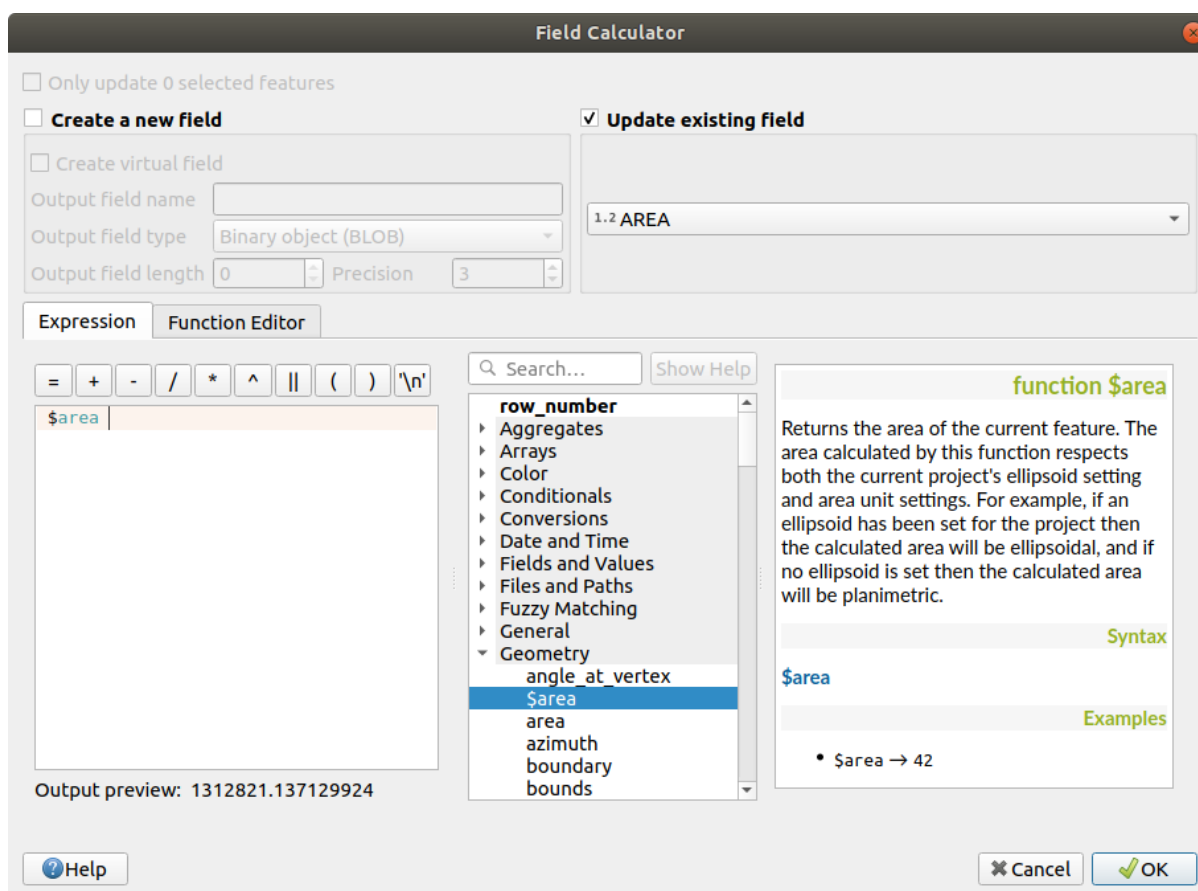 Field Calculator
Only update 0 selected features
Create a new field
Create virtual field
Output field name
Output field type Binary object (BLOB)
Output field length 0 Precision 3
Update existing field
1.2 AREA
Expression Function Editor
= + - / * ^ || ( ) '\n'
$area
Output preview: 1312821.137129924
Search... Show Help
row_number
Aggregates
Arrays
Color
Conditionals
Conversions
Date and Time
Fields and Values
Files and Paths
Fuzzy Matching
General
Geometry
angle_at_vertex
$area
area
azimuth
boundary
bounds
function $area
Returns the area of the current feature. The
area calculated by this function respects
both the current project's ellipsoid setting
and area unit settings. For example, if an
ellipsoid has been set for the project then
the calculated area will be ellipsoidal, and if
no ellipsoid is set then the calculated area
will be planimetric.
Syntax
$area
Examples
• $area → 42
?Help
Cancel OK